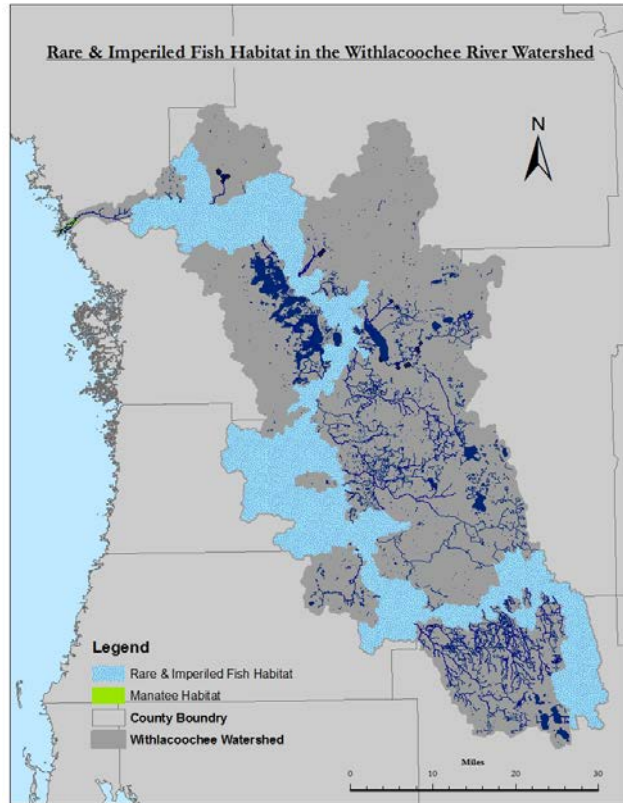 Rare & Imperiled Fish Habitat in the Withlacoochee River Watershed
N
Legend
Rare & Imperiled Fish Habitat
Manatee Habitat
County Boundry
Withlacoochee Watershed
Miles
0 10 20 30